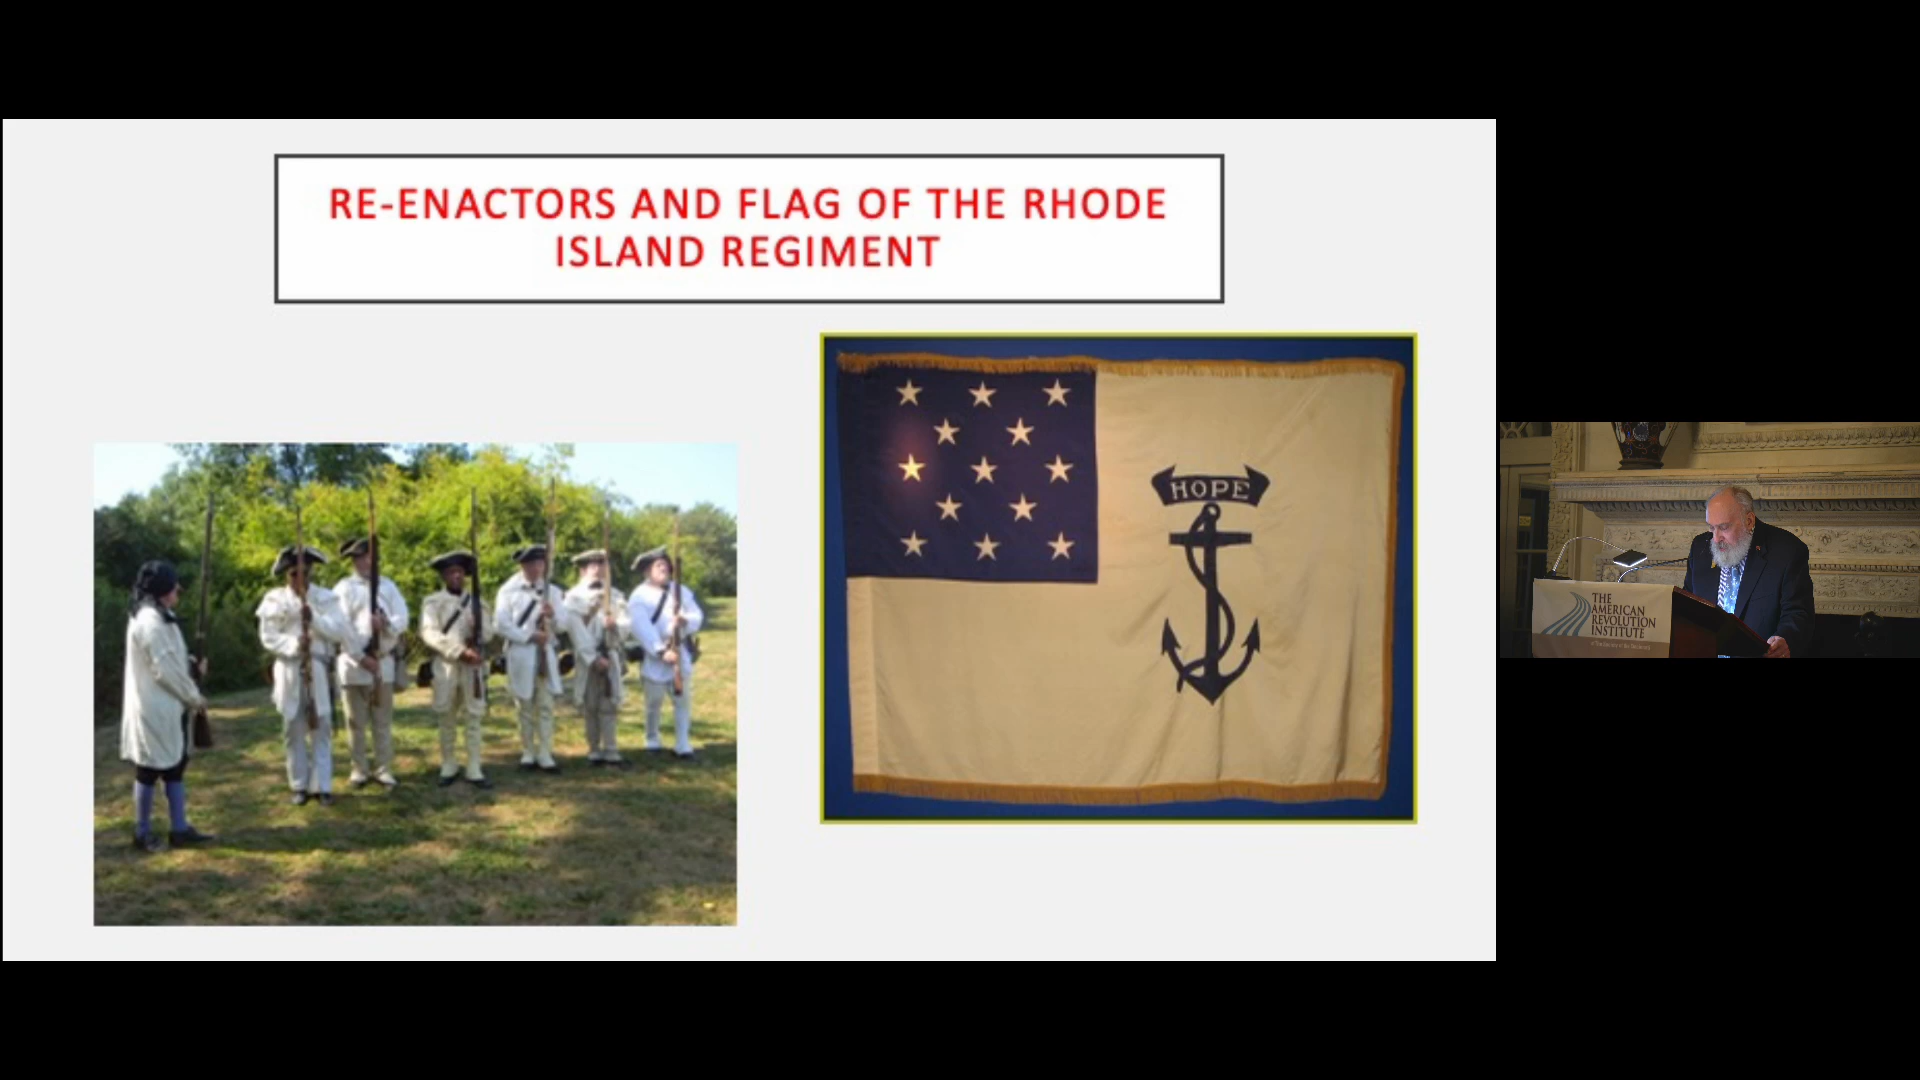 RE-ENACTORS AND FLAG OF THE RHODE
ISLAND REGIMENT
HOPE
THE
AMERICAN
REVOLUTION
INSTITUTE